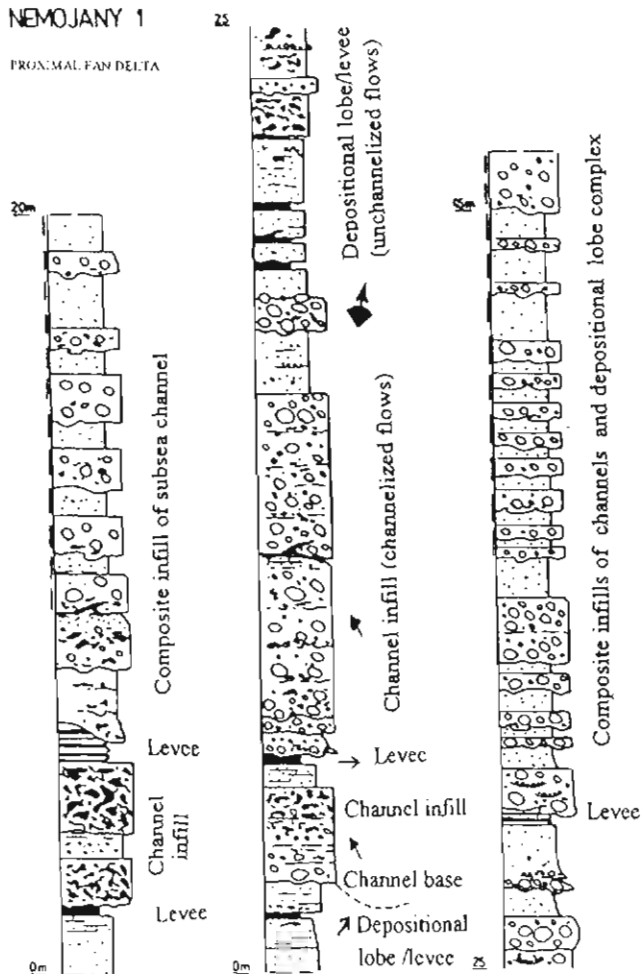 NEMOJANY 1
PROXIMAL FAN DELTA
20m
Composite infill of subsea channel
Levee
Channel
infill
Levee
0m
25
Depositional lobe/levee
(unchannelized flows)
Channel infill (channelized flows)
Levee
Channel infill
Channel base
Depositional
lobe /levee
0m
Composite infills of channels and depositional lobe complex
Levee
25